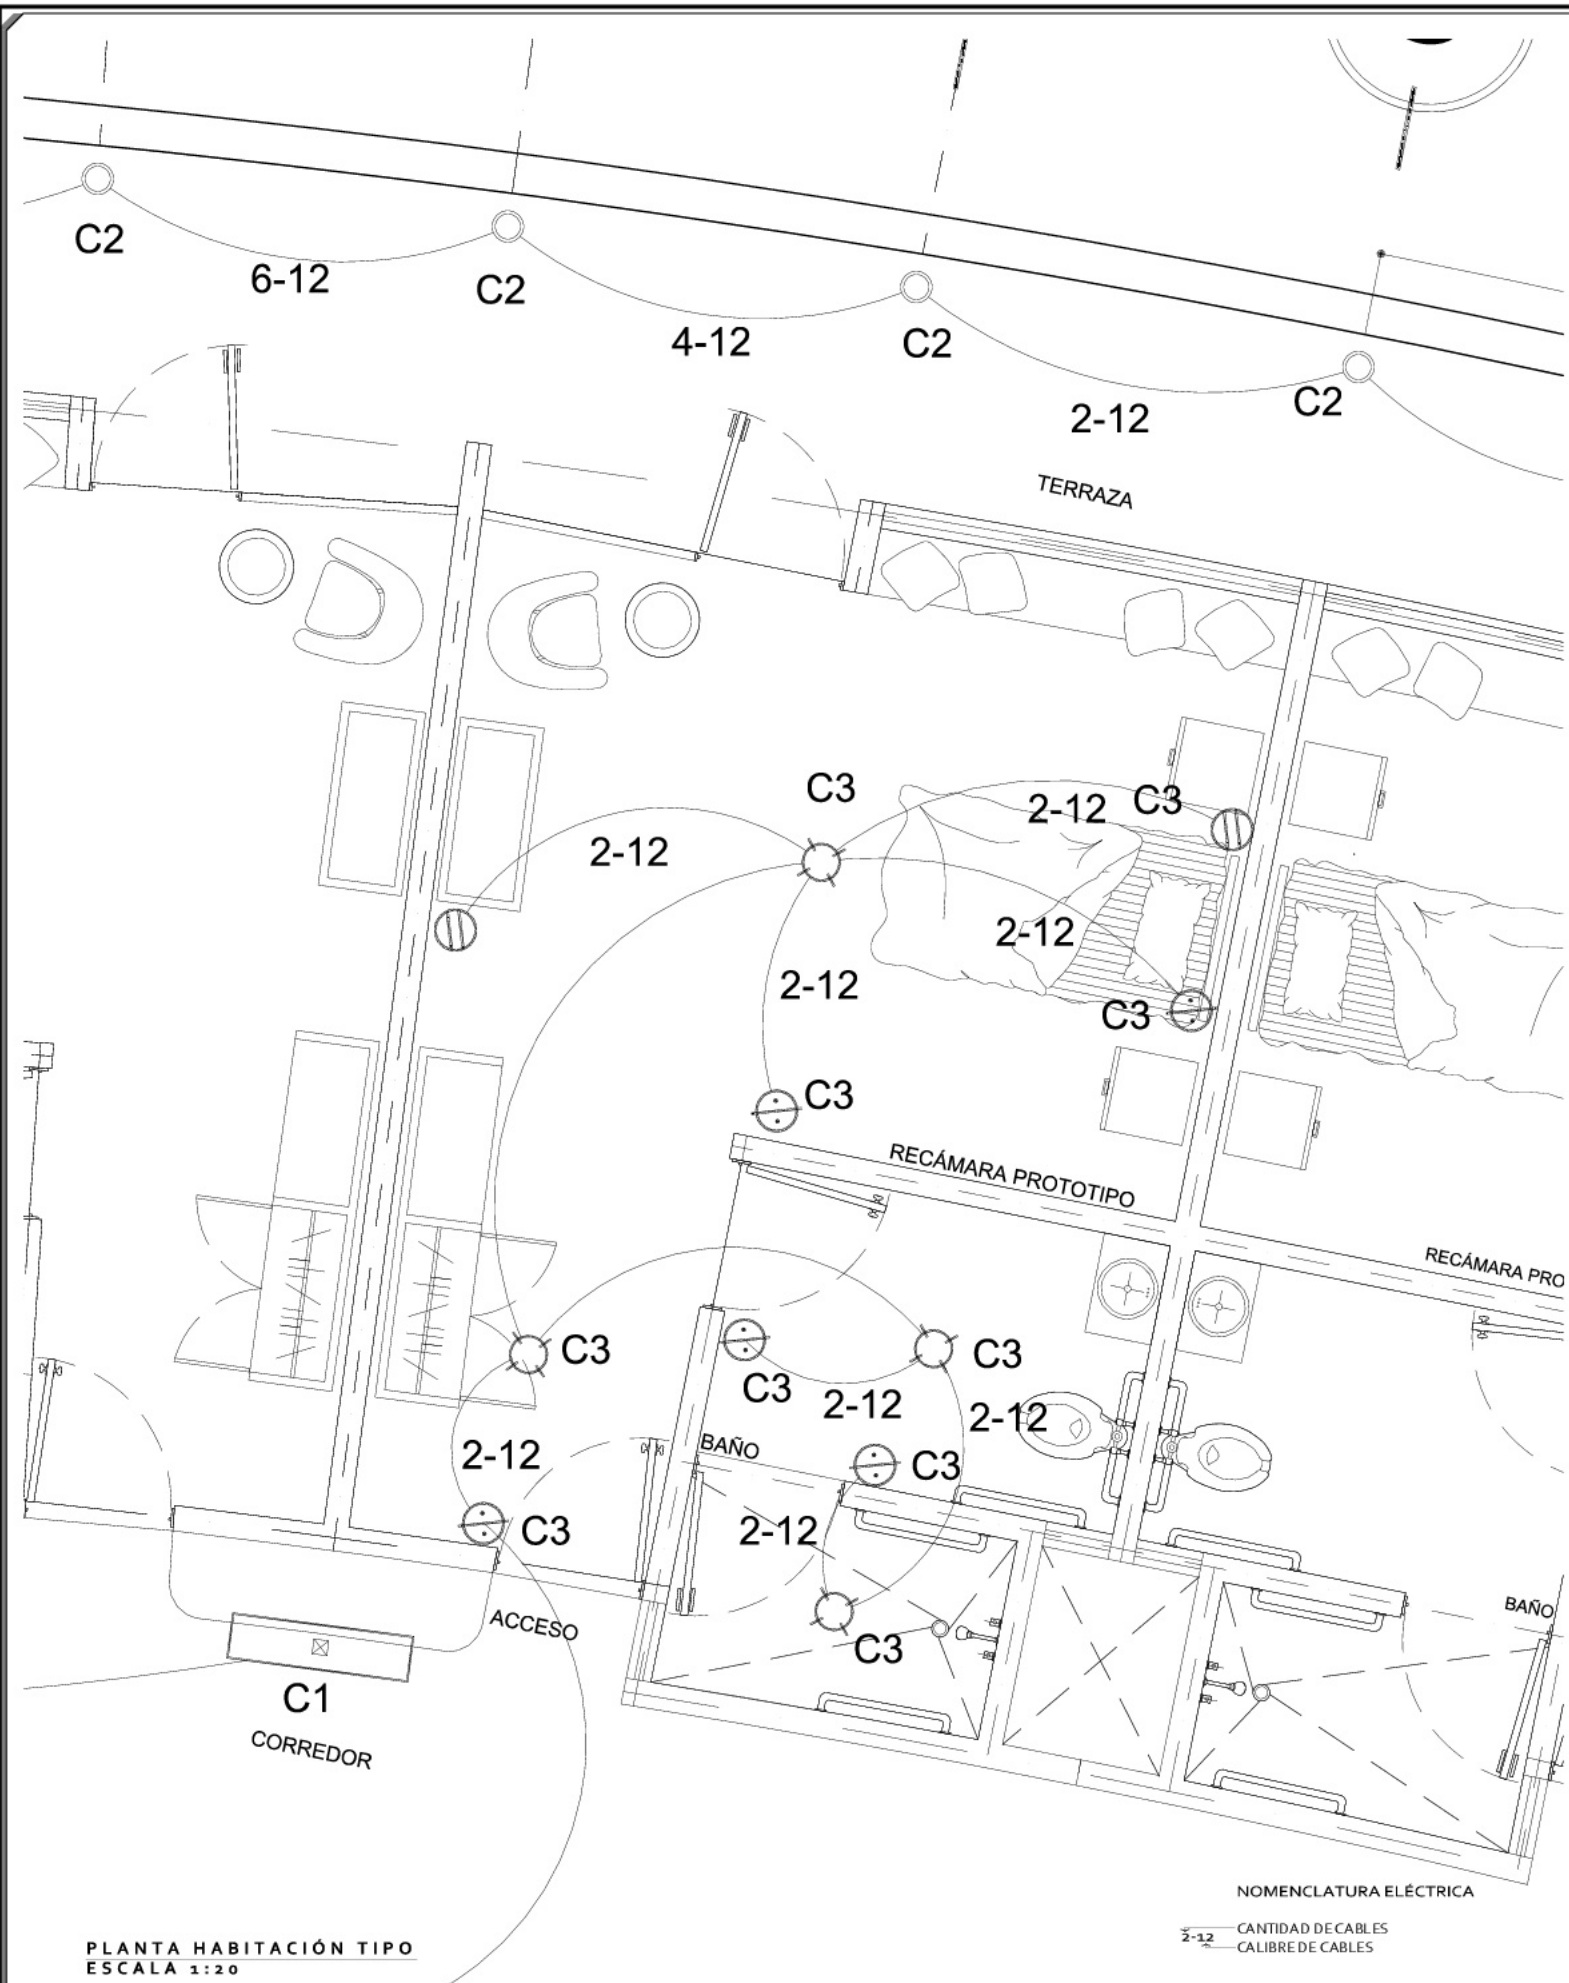 C2
6-12
C2
4-12
C2
2-12
C2
TERRAZA
C3
2-12
C3
2-12
2-12
2-12
C3
C3
RECÁMARA PROTOTIPO
RECÁMARA PRO
C3
C3
C3
2-12
2-12
BAÑO
2-12
C3
C3
2-12
ACCESO
BAÑO
C3
C1
CORREDOR
NOMENCLATURA ELÉCTRICA
2-12
CANTIDAD DE CABLES
CALIBRE DE CABLES
PLANTA HABITACIÓN TIPO
ESCALA 1:20